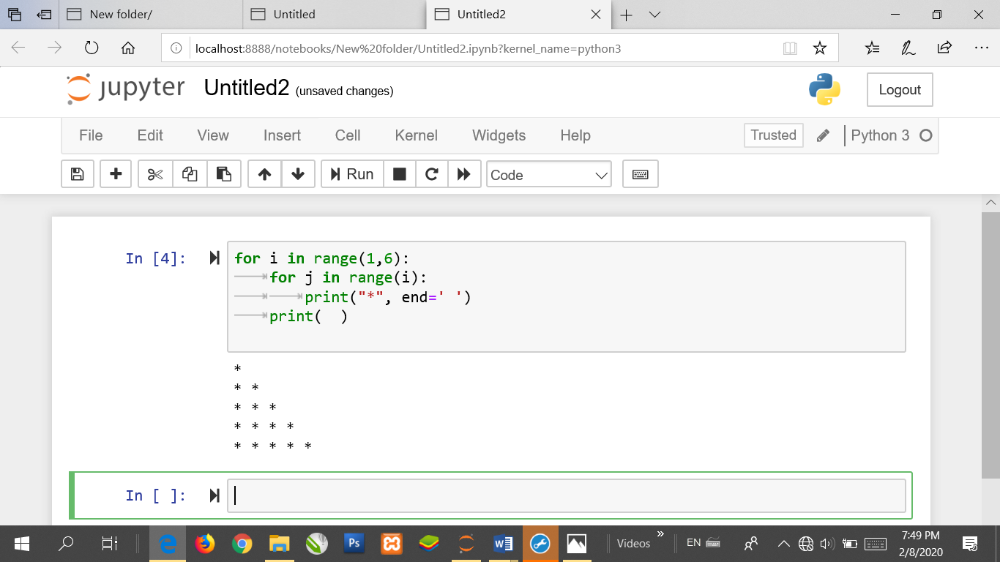 New folder/ Untitled Untitled2
localhost:8888/notebooks/New%20folder/Untitled2.ipynb?kernel_name=python3
jupyter Untitled2 (unsaved changes) Logout
File Edit View Insert Cell Kernel Widgets Help Trusted Python 3
Run Code
In [4]: for i in range(1,6):
for j in range(i):
print("*", end=' ')
print(  )
*
* *
* * *
* * * *
* * * * *
In [ ]:
Ps W Videos » EN 7:49 PM
2/8/2020